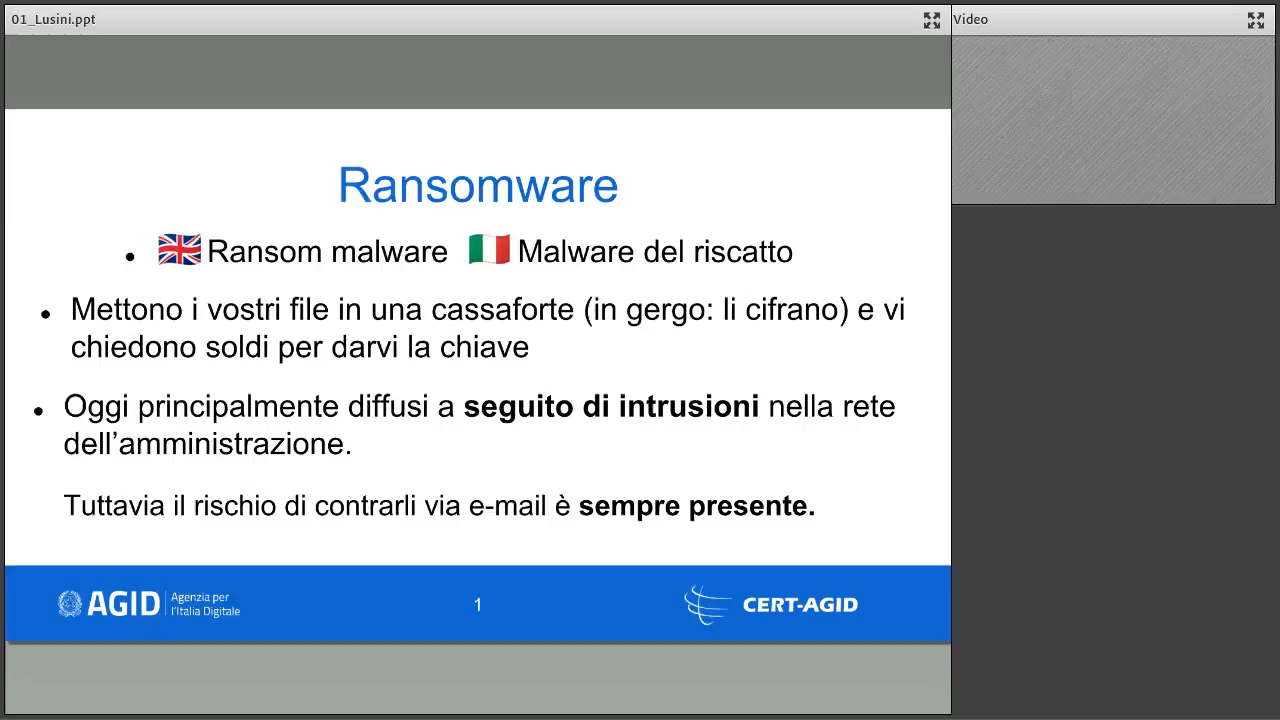 01_Lusini.ppt
Video
Ransomware
Ransom malware Malware del riscatto
Mettono i vostri file in una cassaforte (in gergo: li cifrano) e vi
chiedono soldi per darvi la chiave
Oggi principalmente diffusi a seguito di intrusioni nella rete
dell’amministrazione.
Tuttavia il rischio di contrarli via e-mail è sempre presente.
AGID
Agenzia per
l'Italia Digitale
1
CERT-AGID